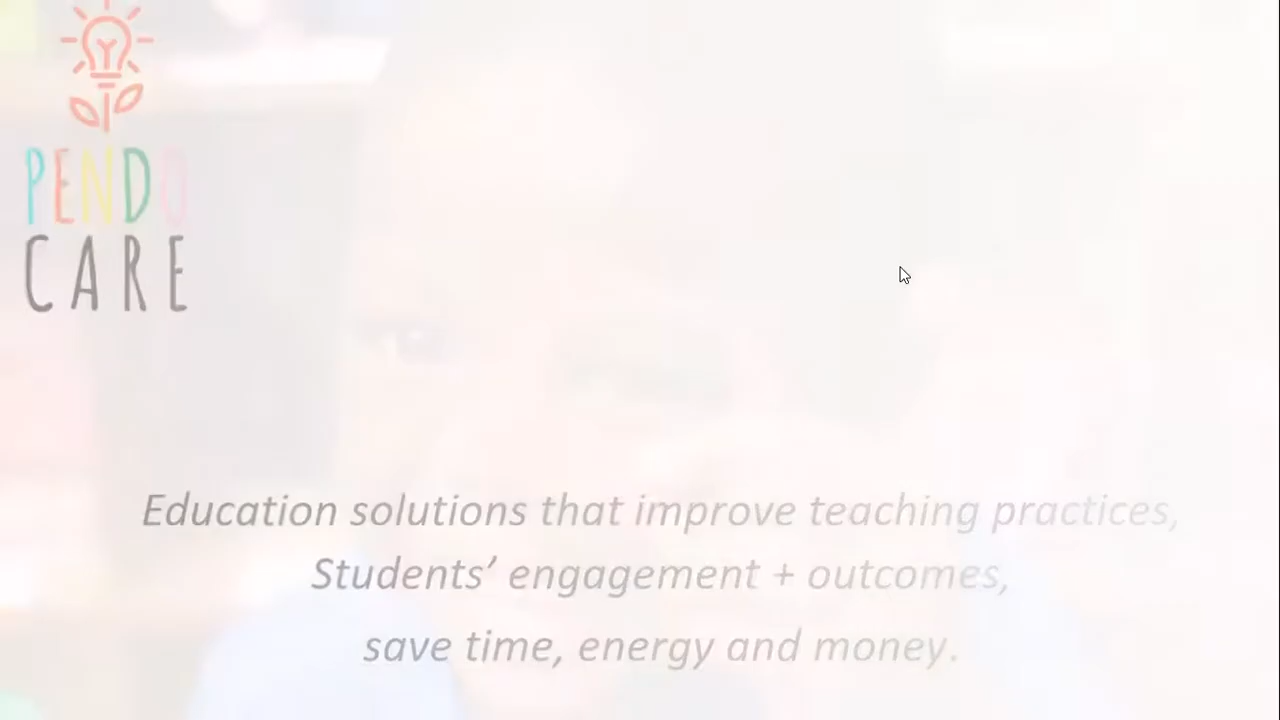 PENDO
CARE
Education solutions that improve teaching practices,
Students’ engagement + outcomes,
save time, energy and money.